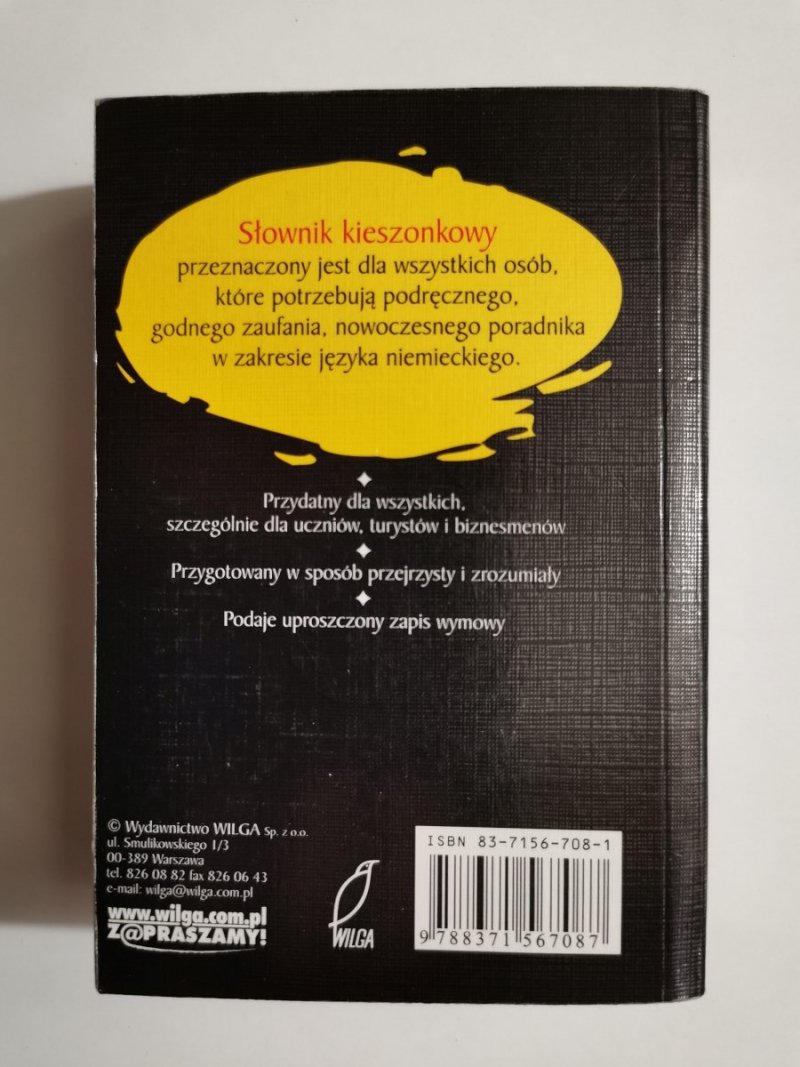 Słownik kieszonkowy
przeznaczony jest dla wszystkich osób,
które potrzebują podręcznego,
godnego zaufania, nowoczesnego poradnika
w zakresie języka niemieckiego.
Przydatny dla wszystkich,
szczególnie dla uczniów, turystów i biznesmenów
Przygotowany w sposób przejrzysty i zrozumiały
Podaje uproszczony zapis wymowy
© Wydawnictwo WILGA Sp. z o.o.
ul. Smulikowskiego 1/3
00-389 Warszawa
tel. 826 08 82 fax 826 06 43
e-mail: wilga@wilga.com.pl
www.wilga.com.pl
Z@PRASZAMY!
WILGA
ISBN 83-7156-708-1
9 788371 567087